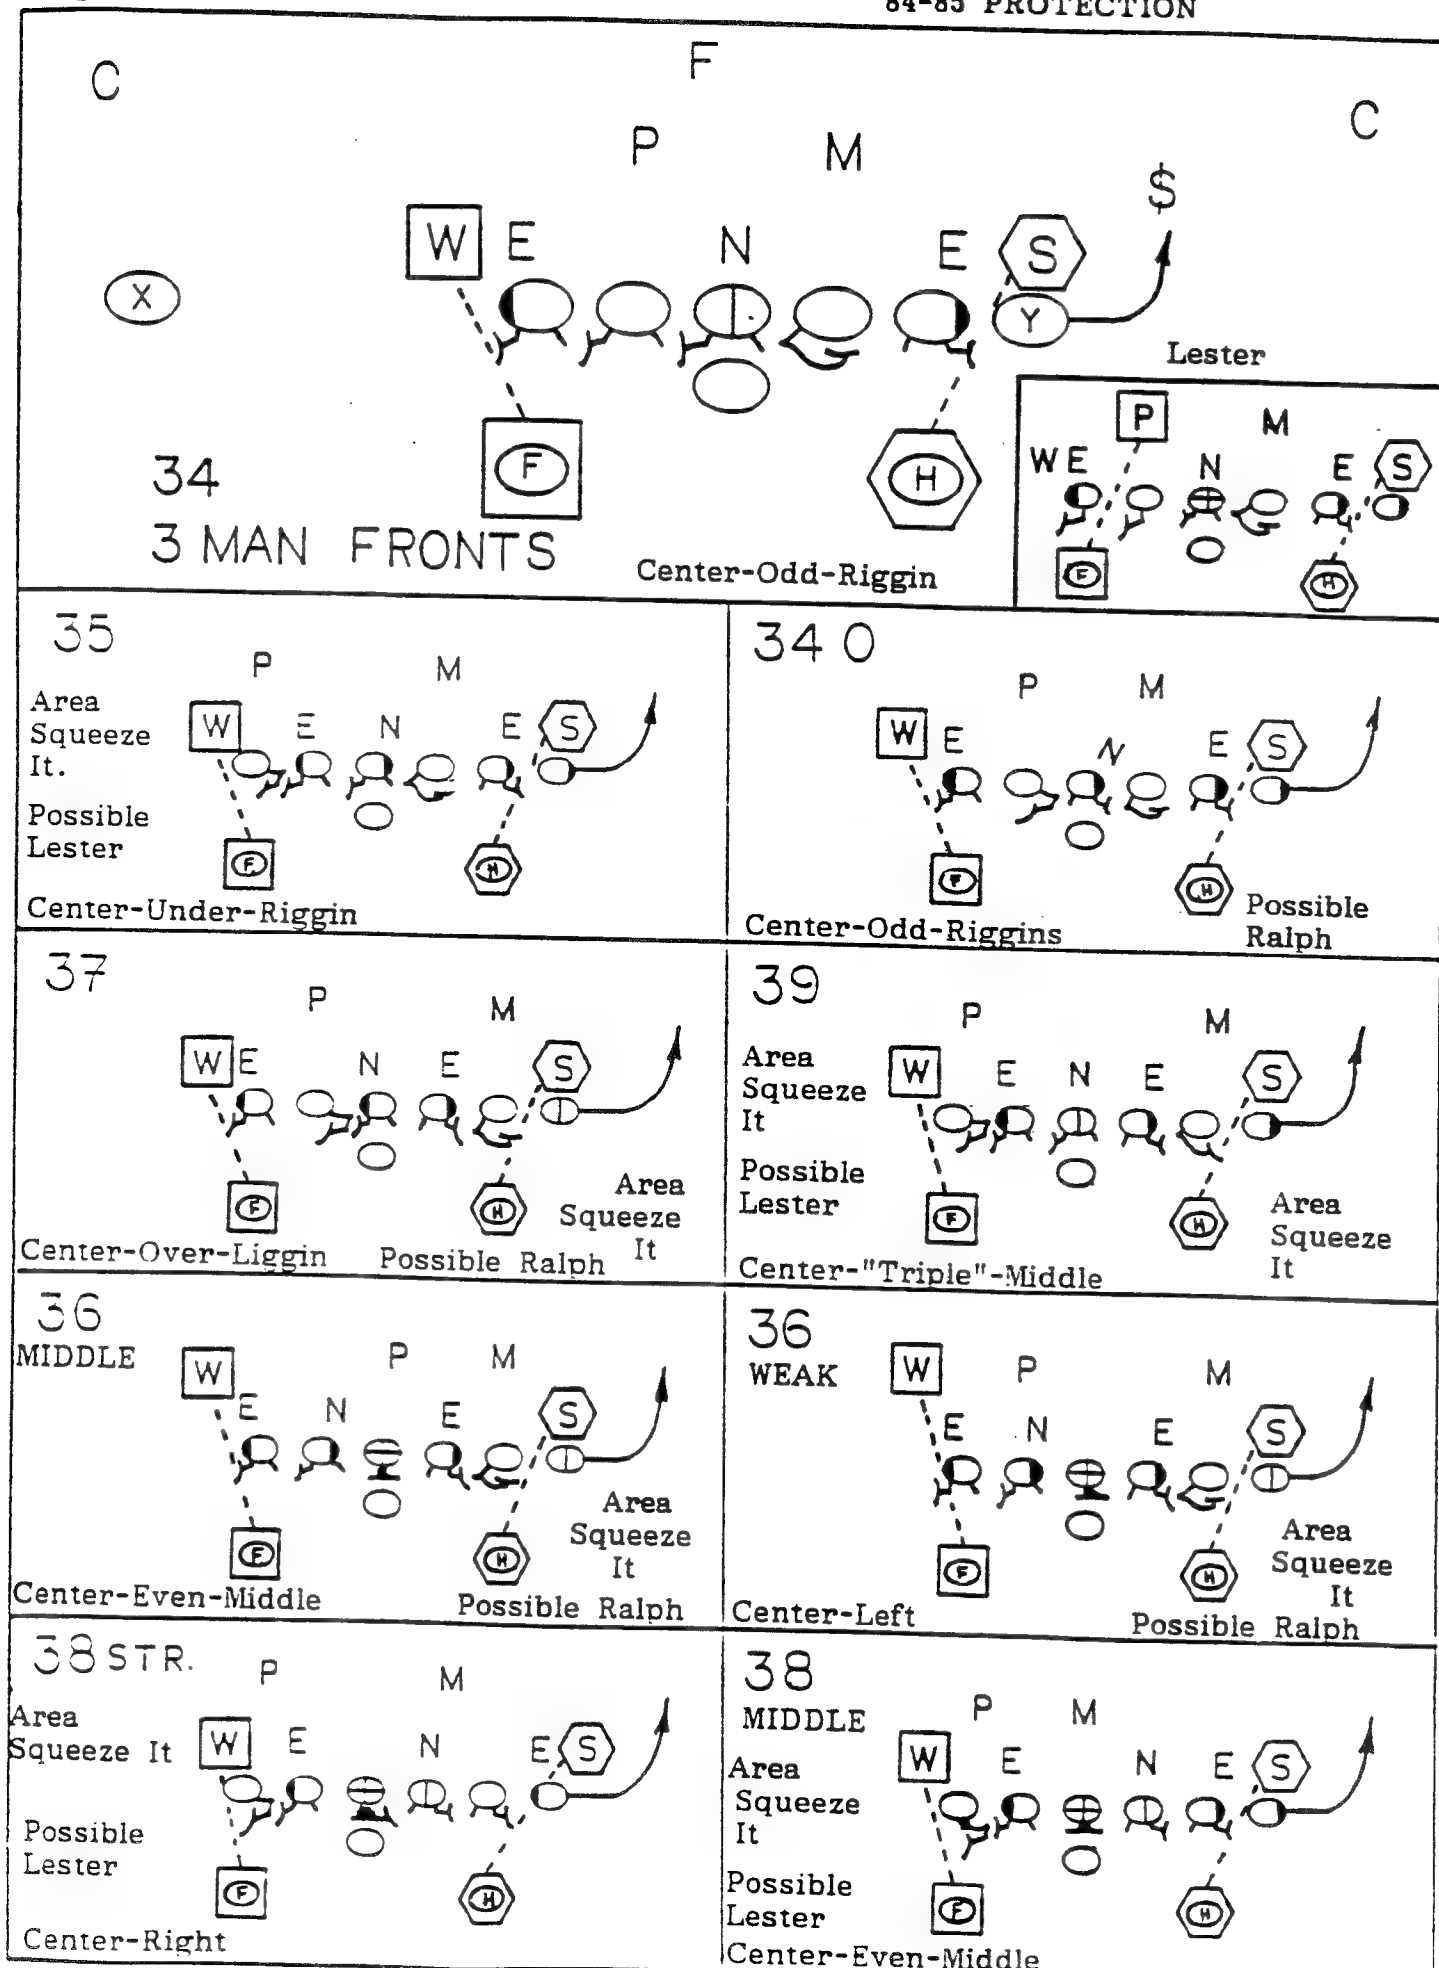 84-85 PROTECTION
C F C
P M
$
W E N E S
X Y
Lester
F H
34
3 MAN FRONTS
Center-Odd-Riggin
P M
W E N E S
F H
35
P M
Area
Squeeze
It.
W E N E S
Possible
Lester
F H
Center-Under-Riggin
34 O
P M
W E N E S
F H
Possible
Ralph
Center-Odd-Riggins
37
P M
W E N E S
F H
Area
Squeeze
It
Center-Over-Liggin
Possible Ralph
39
P M
Area
Squeeze
It
W E N E S
Possible
Lester
F H
Area
Squeeze
It
Center-"Triple"-Middle
36
MIDDLE
P M
W E N E S
F H
Area
Squeeze
It
Center-Even-Middle
Possible Ralph
36
WEAK
P M
W E N E S
F H
Area
Squeeze
It
Center-Left
Possible Ralph
38 STR.
P M
Area
Squeeze It
W E N E S
Possible
Lester
F H
Center-Right
38
MIDDLE
P M
Area
Squeeze
It
W E N E S
Possible
Lester
F H
Center-Even-Middle